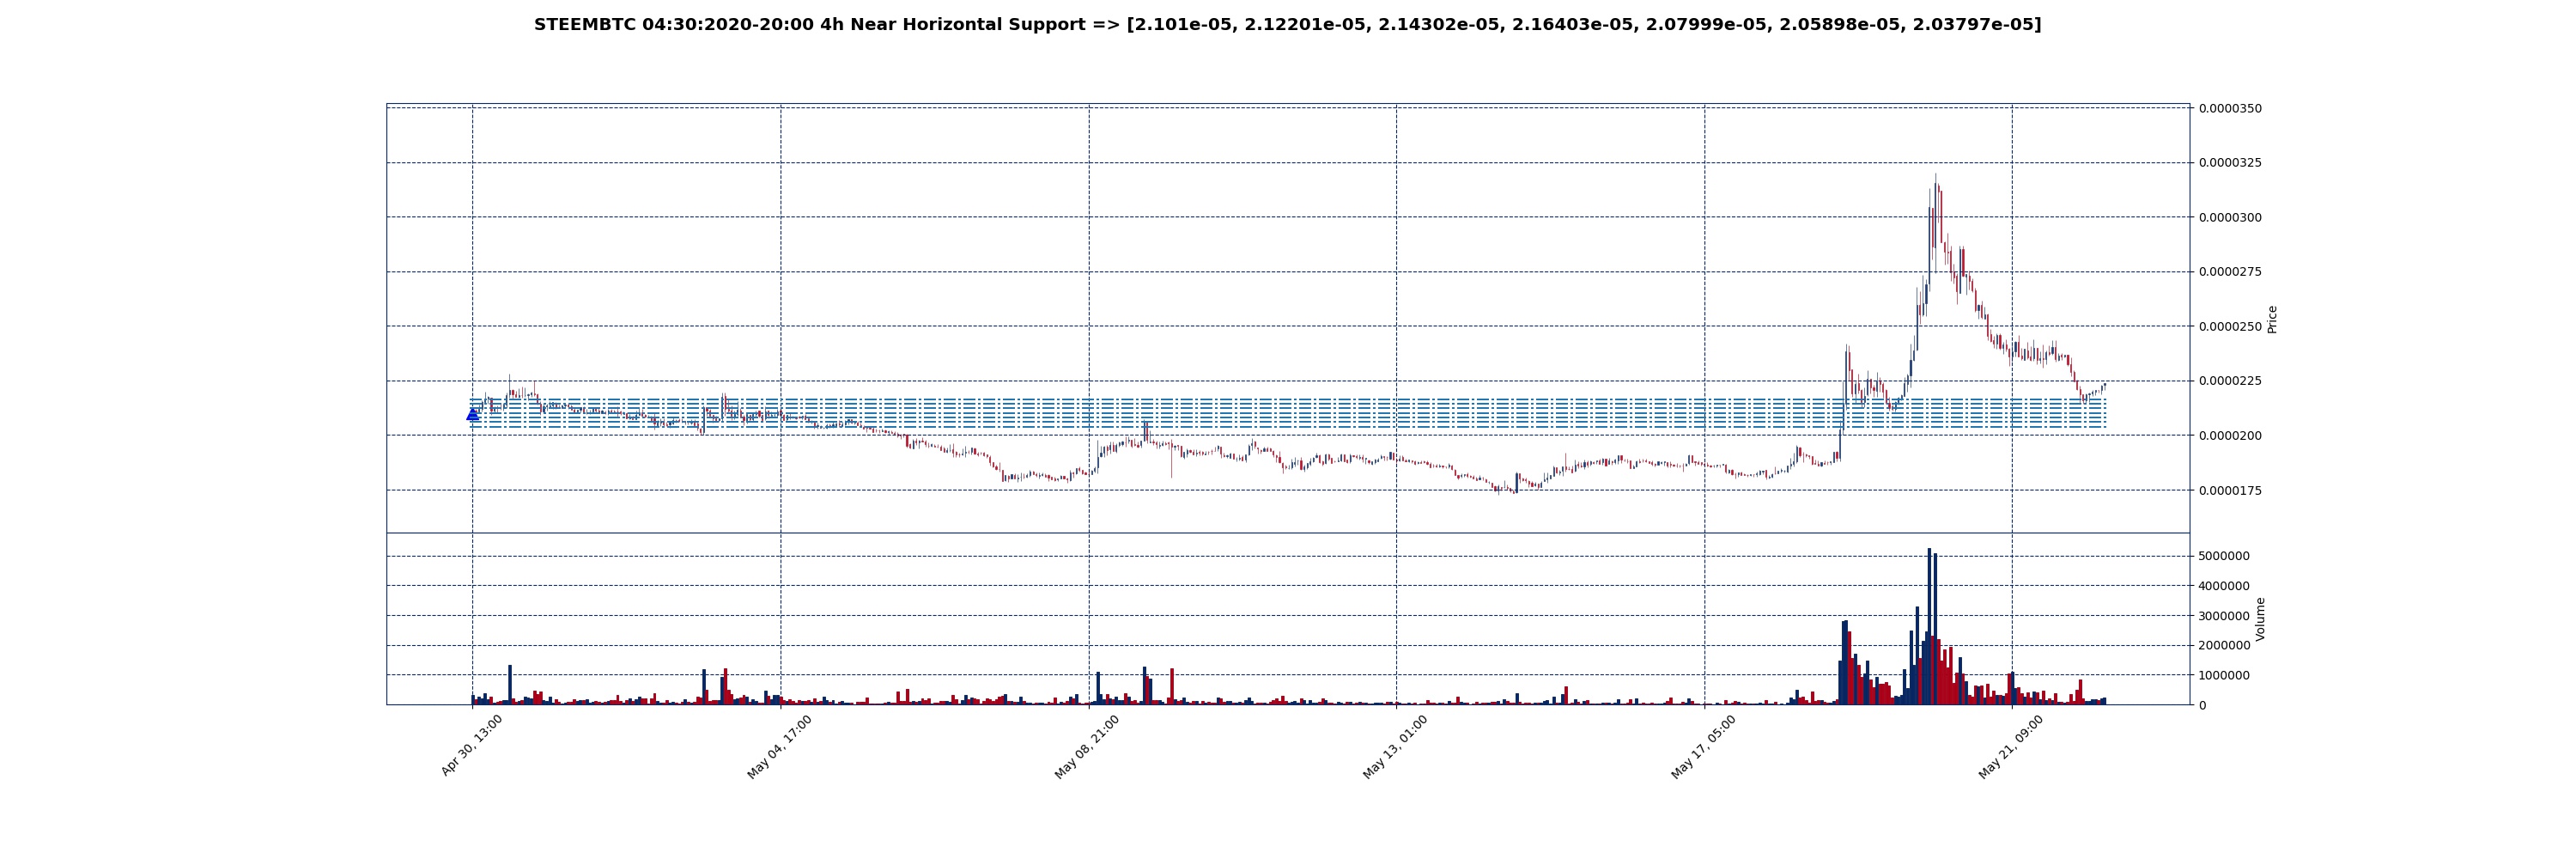 STEEMBTC 04:30:2020-20:00 4h Near Horizontal Support => [2.101e-05, 2.12201e-05, 2.14302e-05, 2.16403e-05, 2.07999e-05, 2.05898e-05, 2.03797e-05]
0.0000350
0.0000325
0.0000300
0.0000275
0.0000250
0.0000225
0.0000200
0.0000175
Price
5000000
4000000
3000000
2000000
1000000
0
Volume
Apr 30, 13:00
May 04, 17:00
May 08, 21:00
May 13, 01:00
May 17, 05:00
May 21, 09:00